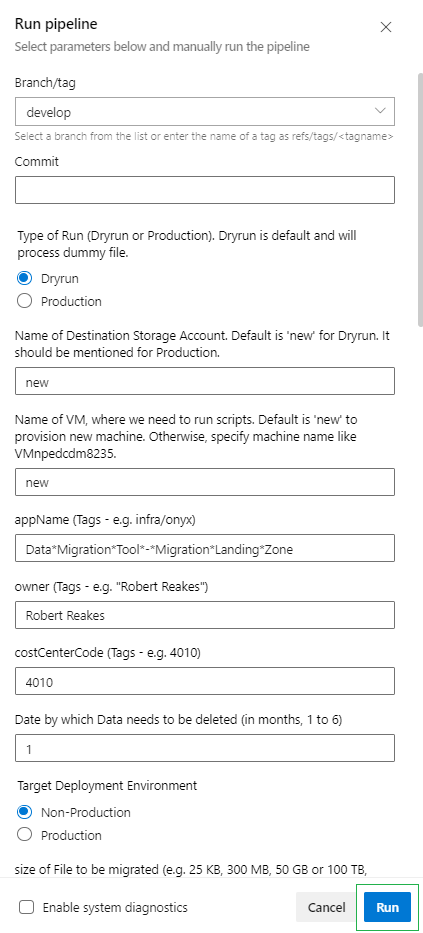 Run pipeline
Select parameters below and manually run the pipeline
Branch/tag
develop
Select a branch from the list or enter the name of a tag as refs/tags/<tagname>
Commit
Type of Run (Dryrun or Production). Dryrun is default and will
process dummy file.
Dryrun
Production
Name of Destination Storage Account. Default is 'new' for Dryrun. It
should be mentioned for Production.
new
Name of VM, where we need to run scripts. Default is 'new' to
provision new machine. Otherwise, specify machine name like
VMnpedcdm8235.
new
appName (Tags - e.g. infra/onyx)
Data*Migration*Tool*-*Migration*Landing*Zone
owner (Tags - e.g. "Robert Reakes")
Robert Reakes
costCenterCode (Tags - e.g. 4010)
4010
Date by which Data needs to be deleted (in months, 1 to 6)
1
Target Deployment Environment
Non-Production
Production
size of File to be migrated (e.g. 25 KB, 300 MB, 50 GB or 100 TB,
Enable system diagnostics
Cancel
Run